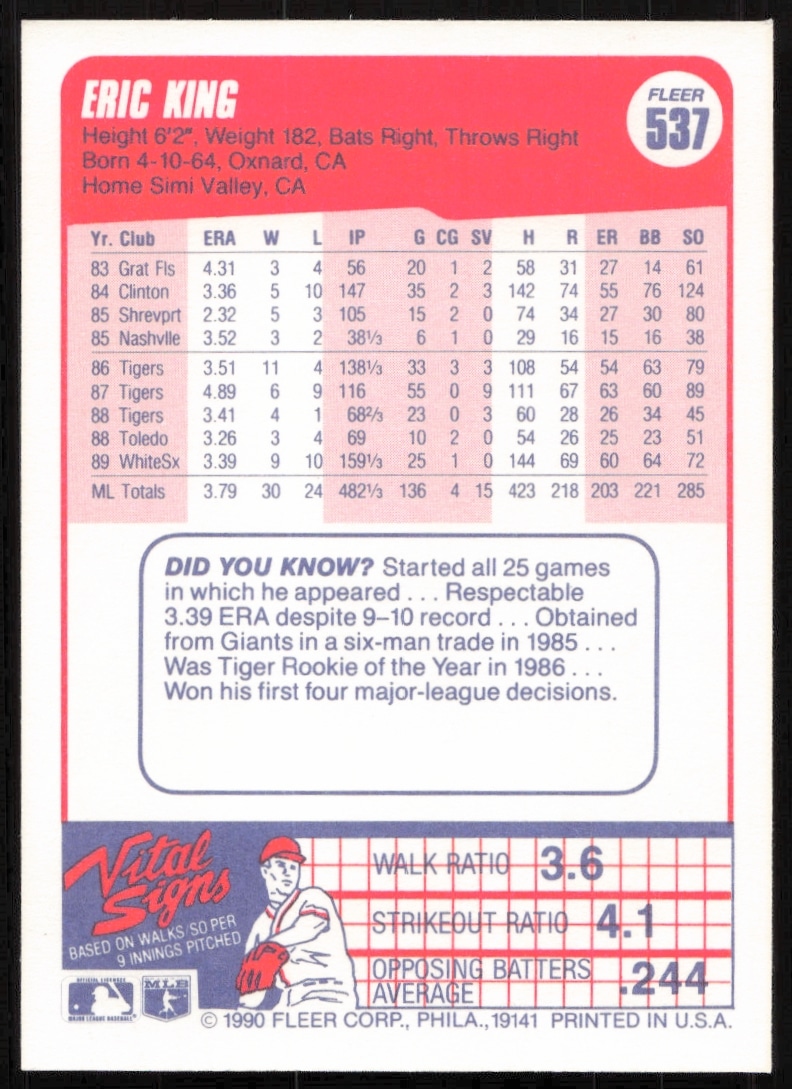 ERIC KING
Height 6'2", Weight 182, Bats Right, Throws Right
Born 4-10-64, Oxnard, CA
Home Simi Valley, CA
FLEER
537
Yr. Club ERA W L IP G CG SV H R ER BB SO
83 Grat Fls 4.31 3 4 56 20 1 2 58 31 27 14 61
84 Clinton 3.36 5 10 147 35 2 3 142 74 55 76 124
85 Shrevprt 2.32 5 3 105 15 2 0 74 34 27 30 80
85 Nashvlle 3.52 3 2 38⅓ 6 1 0 29 16 15 16 38
86 Tigers 3.51 11 4 138⅓ 33 3 3 108 54 54 63 79
87 Tigers 4.89 6 9 116 55 0 9 111 67 63 60 89
88 Tigers 3.41 4 1 68⅔ 23 0 3 60 28 26 34 45
88 Toledo 3.26 3 4 69 10 2 0 54 26 25 23 51
89 WhiteSx 3.39 9 10 159⅓ 25 1 0 144 69 60 64 72
ML Totals 3.79 30 24 482⅓ 136 4 15 423 218 203 221 285
DID YOU KNOW? Started all 25 games
in which he appeared . . . Respectable
3.39 ERA despite 9–10 record . . . Obtained
from Giants in a six-man trade in 1985 . . .
Was Tiger Rookie of the Year in 1986 . . .
Won his first four major-league decisions.
Vital
Signs
BASED ON WALKS/SO PER
9 INNINGS PITCHED
WALK RATIO 3.6
STRIKEOUT RATIO 4.1
OPPOSING BATTERS
AVERAGE .244
OFFICIAL LICENSEE
MAJOR LEAGUE BASEBALL
MLB
© 1990 FLEER CORP., PHILA., 19141 PRINTED IN U.S.A.